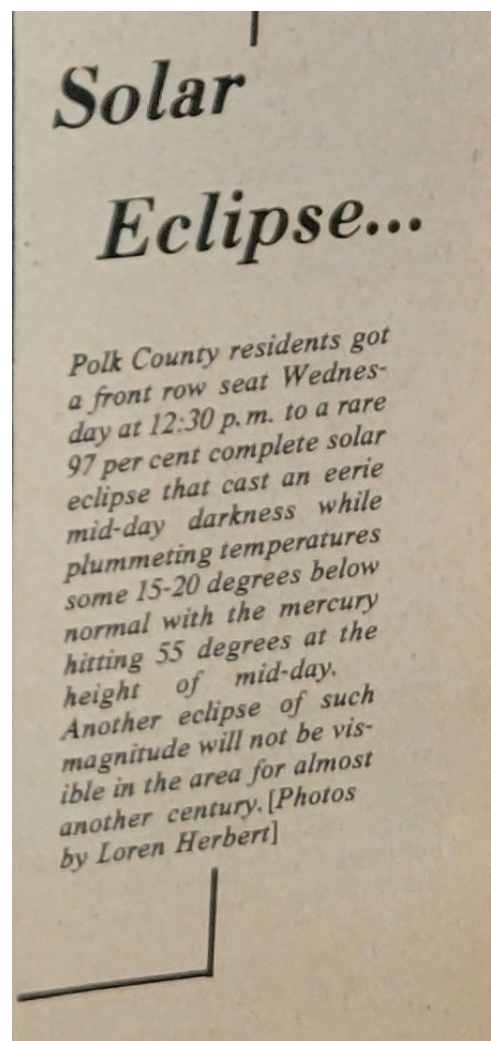 Solar
Eclipse...
Polk County residents got
a front row seat Wednes-
day at 12:30 p.m. to a rare
97 per cent complete solar
eclipse that cast an eerie
mid-day darkness while
plummeting temperatures
some 15-20 degrees below
normal with the mercury
hitting 55 degrees at the
height of mid-day.
Another eclipse of such
magnitude will not be vis-
ible in the area for almost
another century. [Photos
by Loren Herbert]